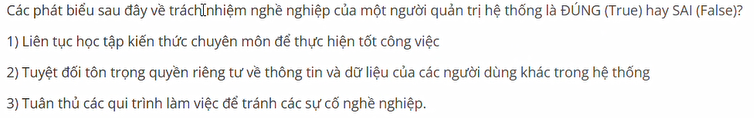 Các phát biểu sau đây về trách nhiệm nghề nghiệp của một người quản trị hệ thống là ĐÚNG (True) hay SAI (False)?
1) Liên tục học tập kiến thức chuyên môn để thực hiện tốt công việc
2) Tuyệt đối tôn trọng quyền riêng tư về thông tin và dữ liệu của các người dùng khác trong hệ thống
3) Tuân thủ các qui trình làm việc để tránh các sự cố nghề nghiệp.